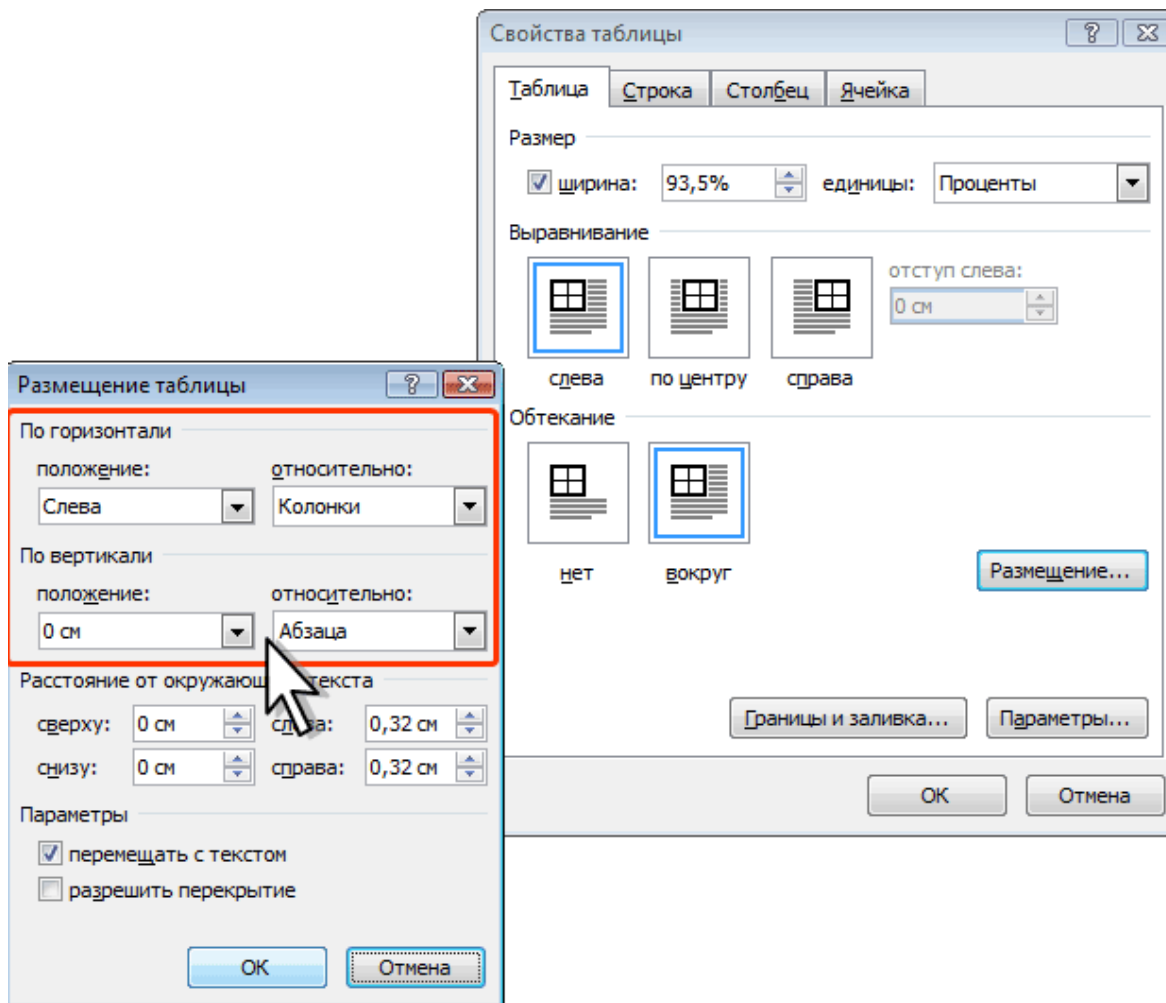 Свойства таблицы
Таблица Строка Столбец Ячейка
Размер
ширина: 93,5% единицы: Проценты
Выравнивание
отступ слева:
0 см
слева по центру справа
Обтекание
нет вокруг
Размещение...
Границы и заливка... Параметры...
ОК Отмена
Размещение таблицы
По горизонтали
положение: относительно:
Слева Колонки
По вертикали
положение: относительно:
0 см Абзаца
Расстояние от текста
сверху: 0 см 0,32 см
снизу: 0 см справа: 0,32 см
Параметры
перемещать с текстом
разрешить перекрытие
ОК Отмена